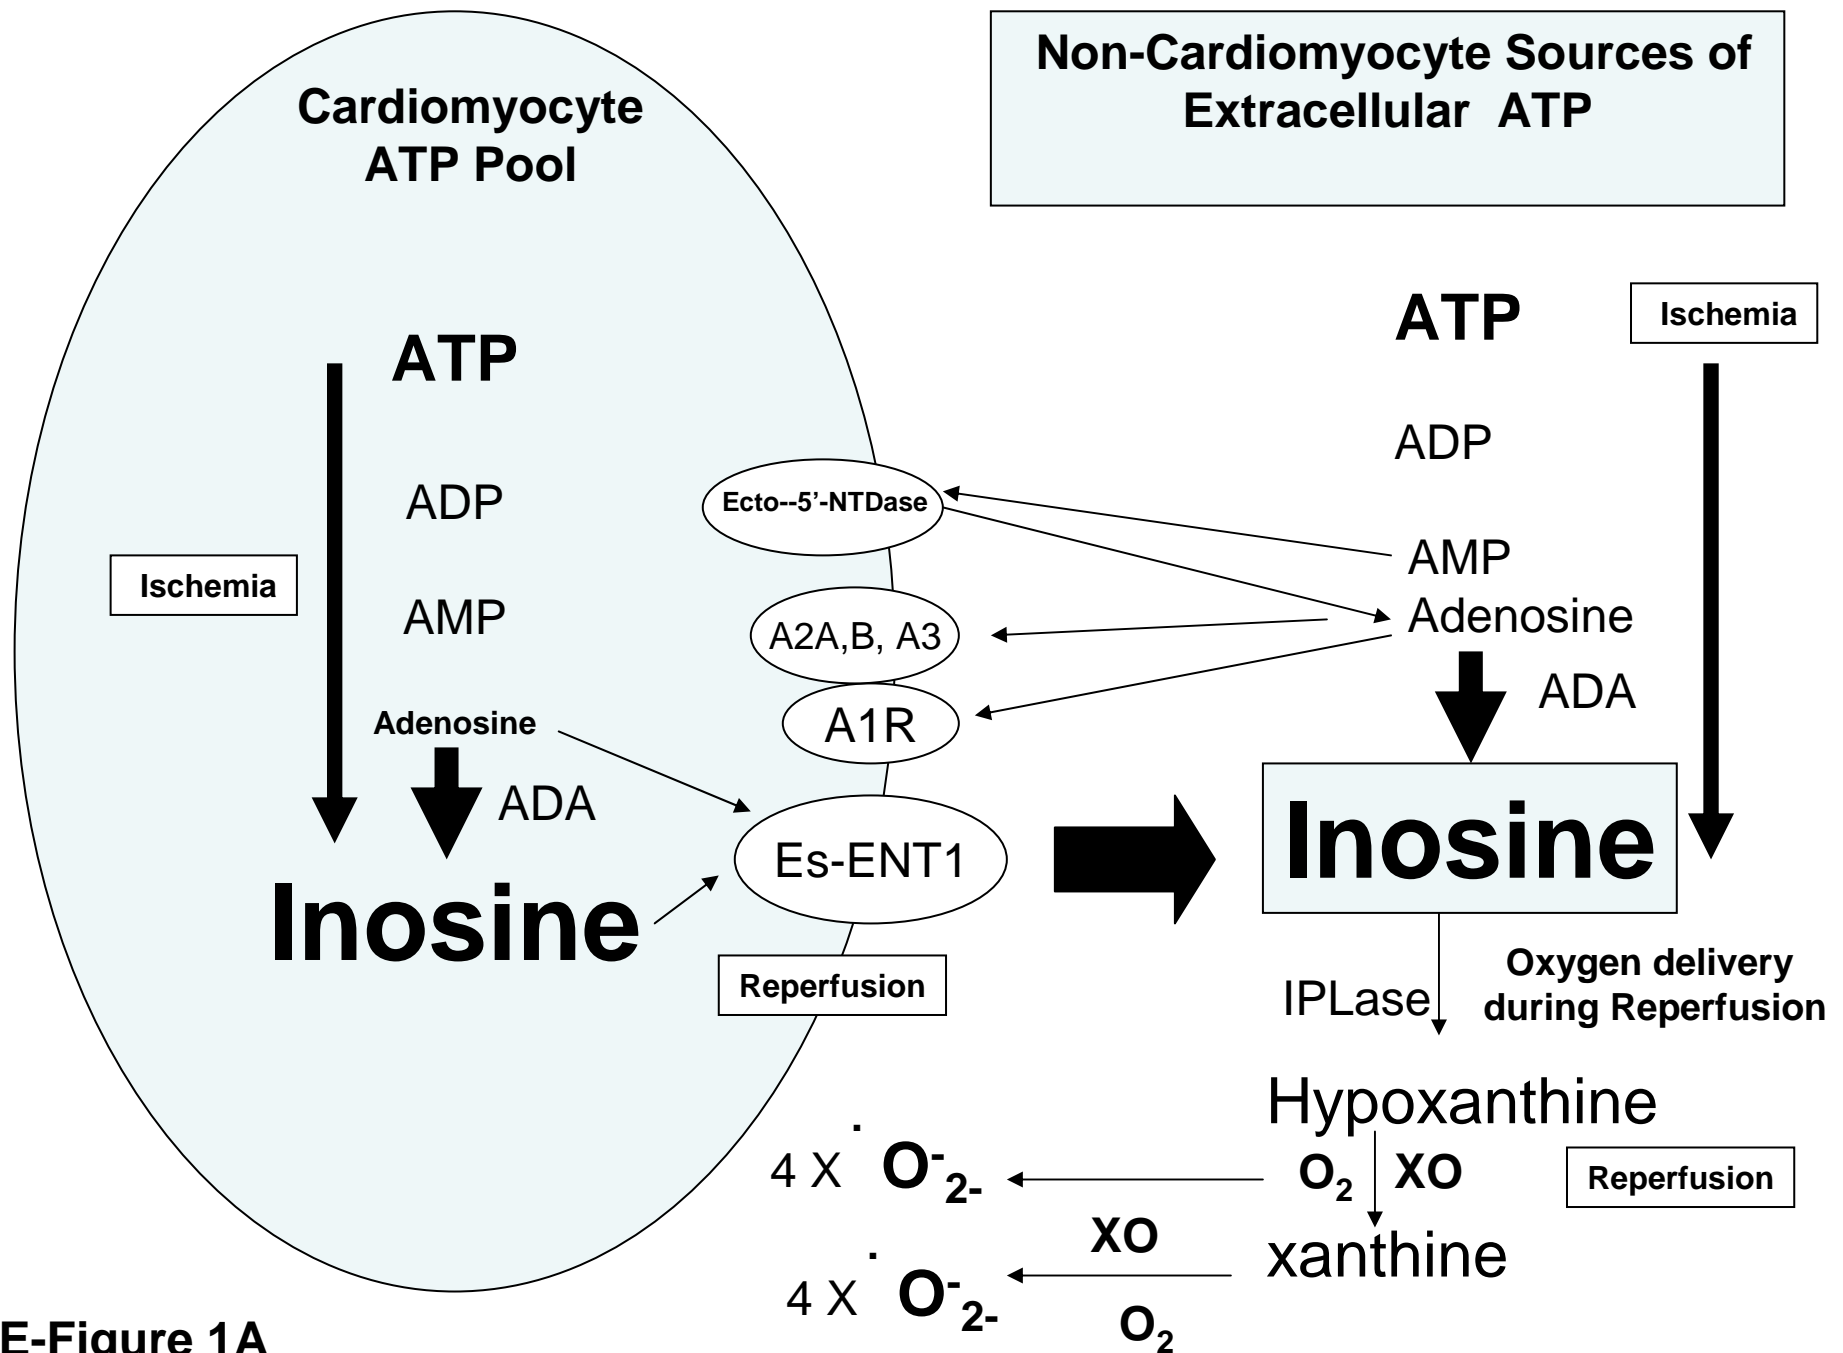 Cardiomyocyte
ATP Pool
Non-Cardiomyocyte Sources of
Extracellular ATP
ATP
ADP
AMP
Adenosine
ADA
Inosine
Ischemia
Ecto--5’-NTDase
A2A,B, A3
A1R
Es-ENT1
Reperfusion
ATP
Ischemia
ADP
AMP
Adenosine
ADA
Inosine
IPLase
Oxygen delivery
during Reperfusion
Hypoxanthine
O₂ XO
Reperfusion
xanthine
4 X ˙ O⁻₂₋
XO
4 X ˙ O⁻₂₋
O₂
E-Figure 1A